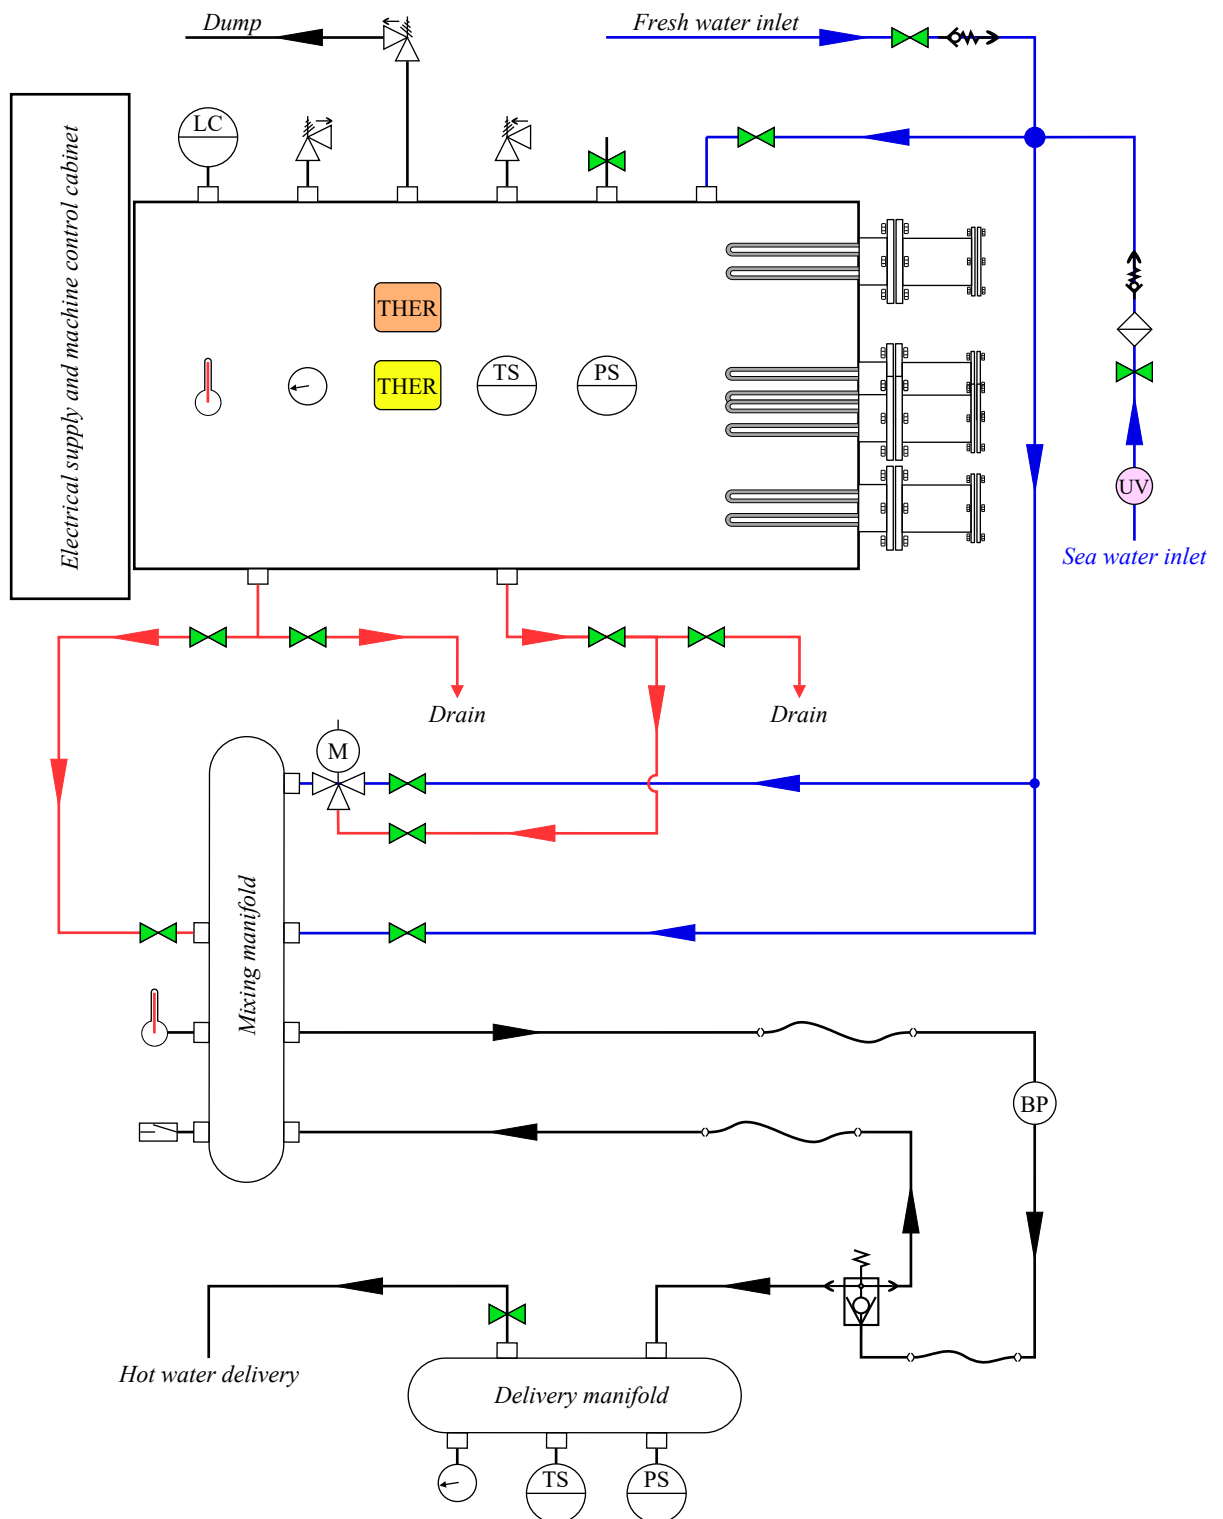 Dump
Fresh water inlet
LC
Electrical supply and machine control cabinet
THER
THER
TS
PS
UV
Sea water inlet
Drain
Drain
M
Mixing manifold
BP
Hot water delivery
Delivery manifold
TS
PS